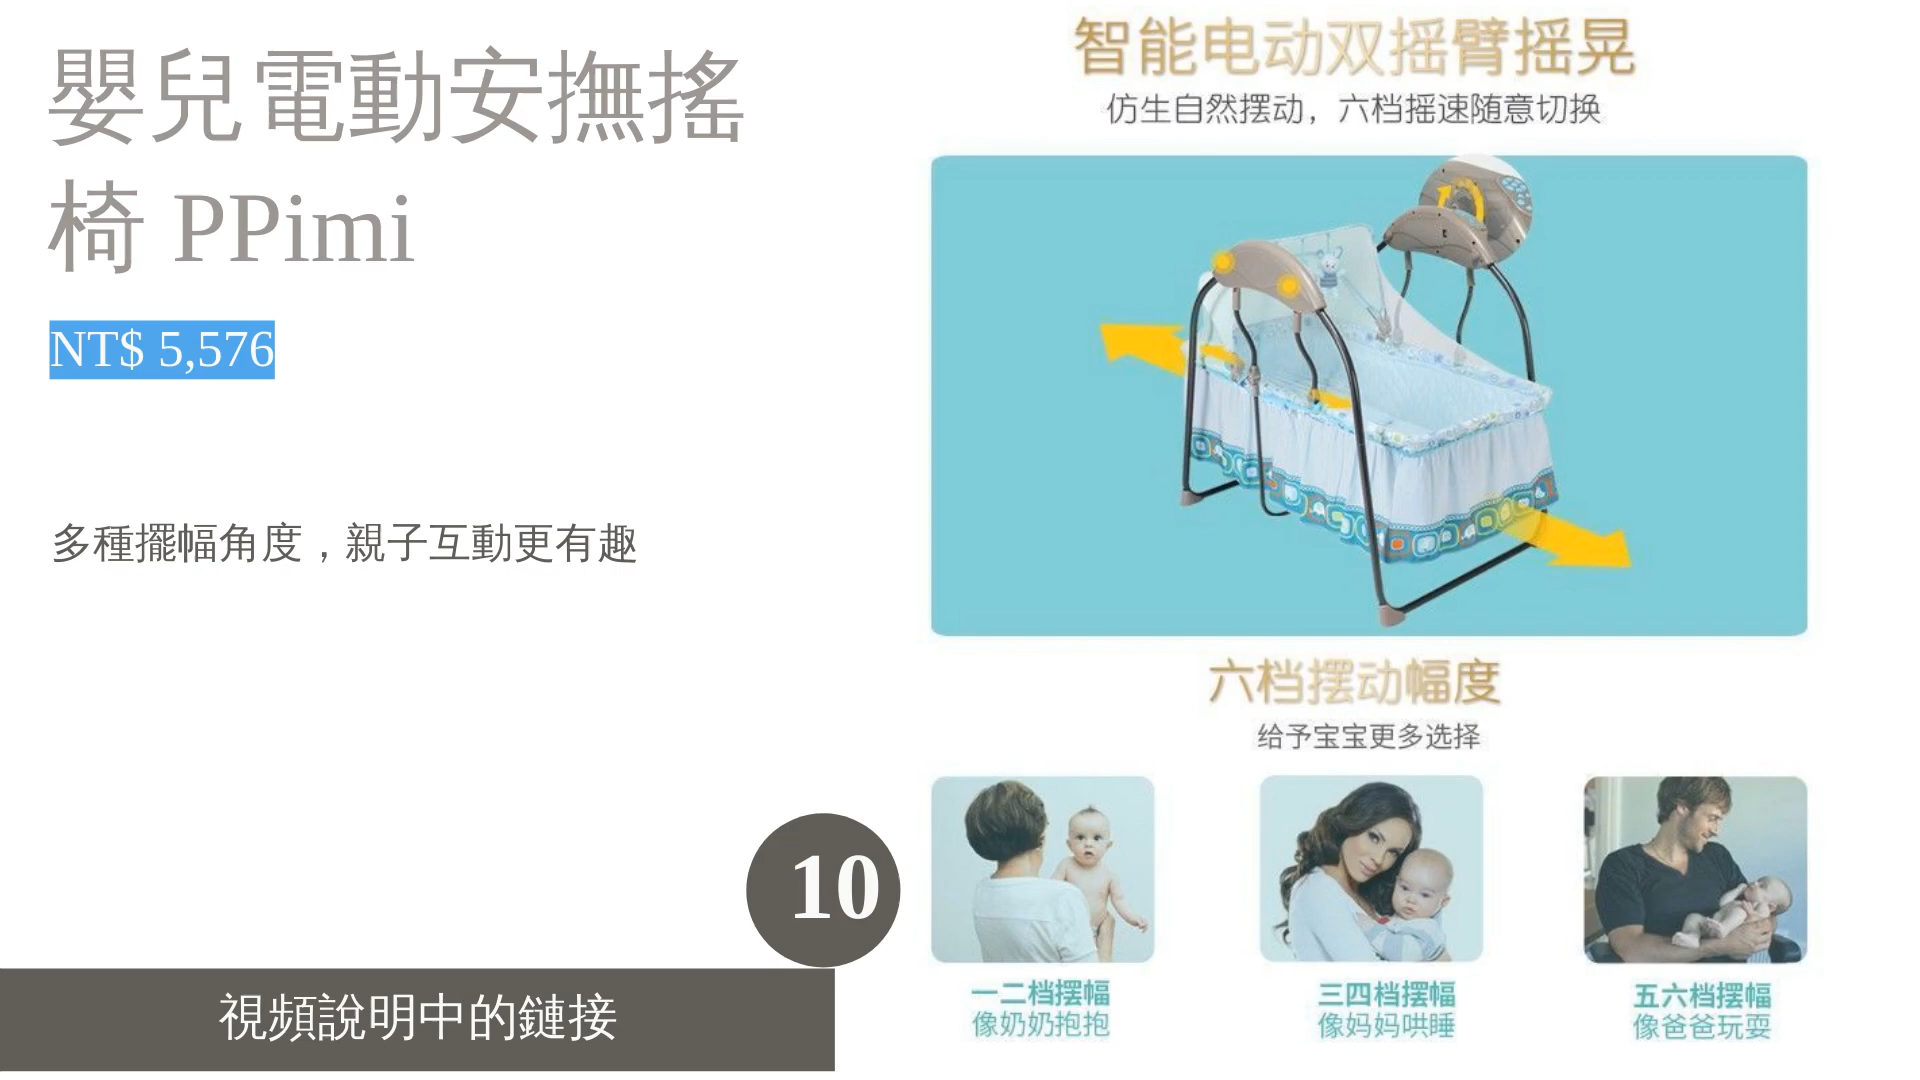 嬰兒電動安撫搖
椅 PPimi
NT$ 5,576
多種擺幅角度，親子互動更有趣
10
視頻說明中的鏈接
智能电动双摇臂摇晃
仿生自然摆动，六档摇速随意切换
六档摆动幅度
给予宝宝更多选择
一二档摆幅
像奶奶抱抱
三四档摆幅
像妈妈哄睡
五六档摆幅
像爸爸玩耍